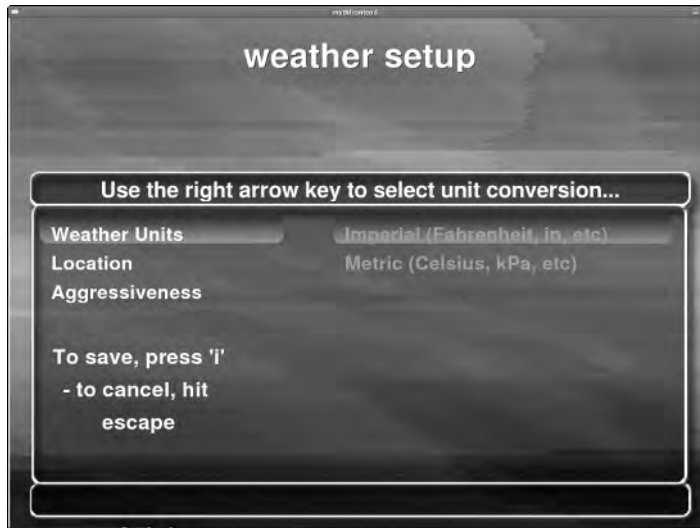 mythfrontend
weather setup
Use the right arrow key to select unit conversion...
Weather Units
Imperial (Fahrenheit, in, etc)
Location
Metric (Celsius, kPa, etc)
Aggressiveness
To save, press 'i'
- to cancel, hit
escape